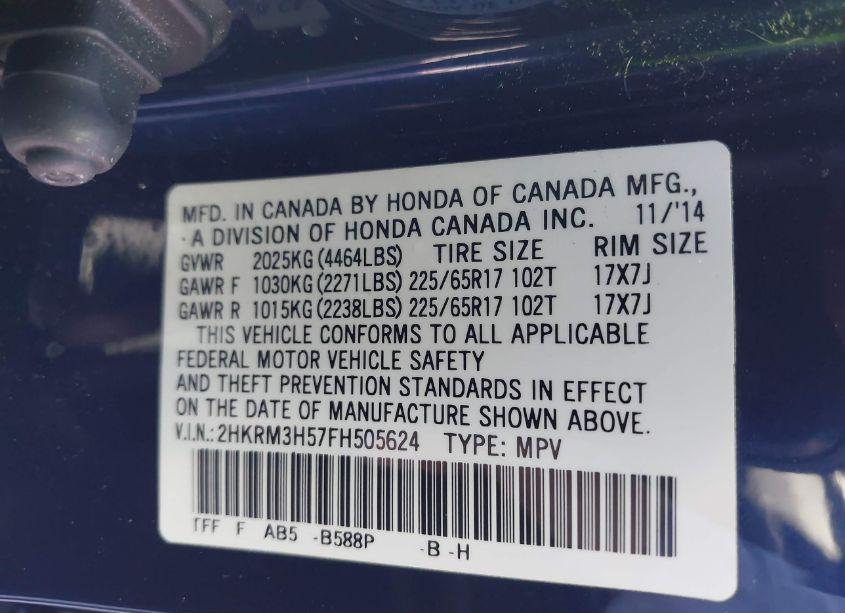 MFD. IN CANADA BY HONDA OF CANADA MFG.,
- A DIVISION OF HONDA CANADA INC. 11/'14
GVWR 2025KG (4464LBS) TIRE SIZE RIM SIZE
GAWR F 1030KG (2271LBS) 225/65R17 102T 17X7J
GAWR R 1015KG (2238LBS) 225/65R17 102T 17X7J
THIS VEHICLE CONFORMS TO ALL APPLICABLE
FEDERAL MOTOR VEHICLE SAFETY
AND THEFT PREVENTION STANDARDS IN EFFECT
ON THE DATE OF MANUFACTURE SHOWN ABOVE.
V.I.N.: 2HKRM3H57FH505624 TYPE: MPV
TFF F AB5 -B588P -B -H